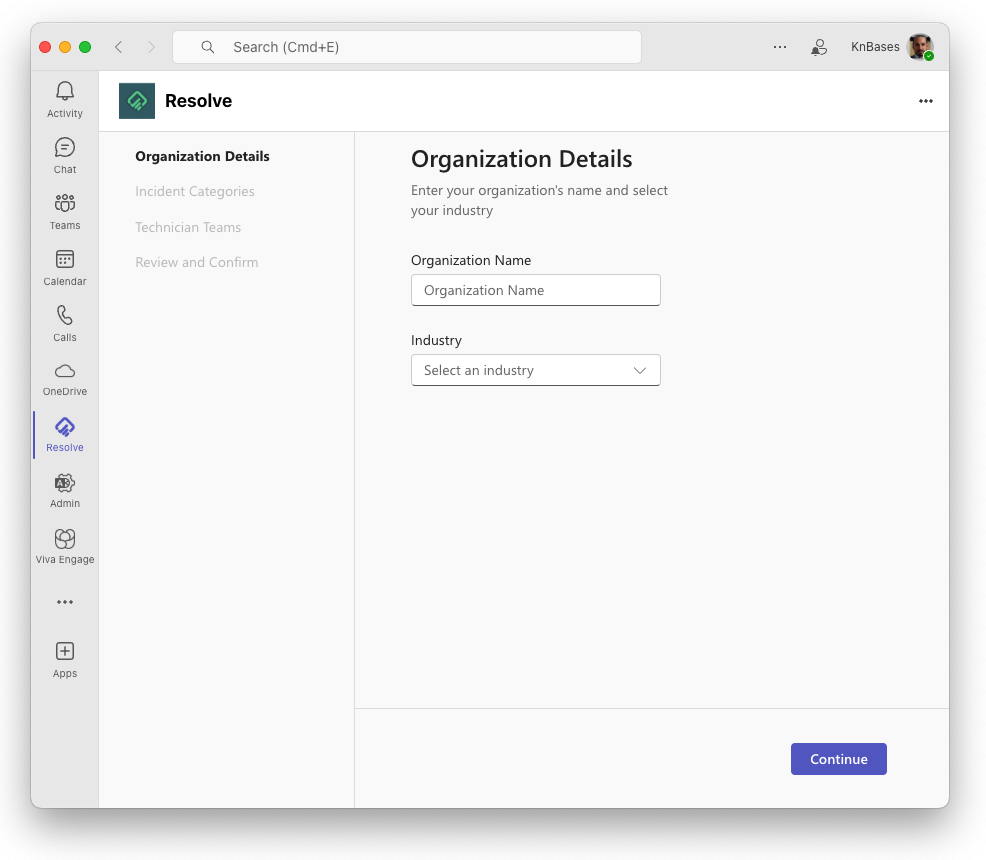 Search (Cmd+E)
KnBases
Activity
Chat
Teams
Calendar
Calls
OneDrive
Resolve
Admin
Viva Engage
Apps
Resolve
Organization Details
Incident Categories
Technician Teams
Review and Confirm
Organization Details
Enter your organization's name and select
your industry
Organization Name
Organization Name
Industry
Select an industry
Continue